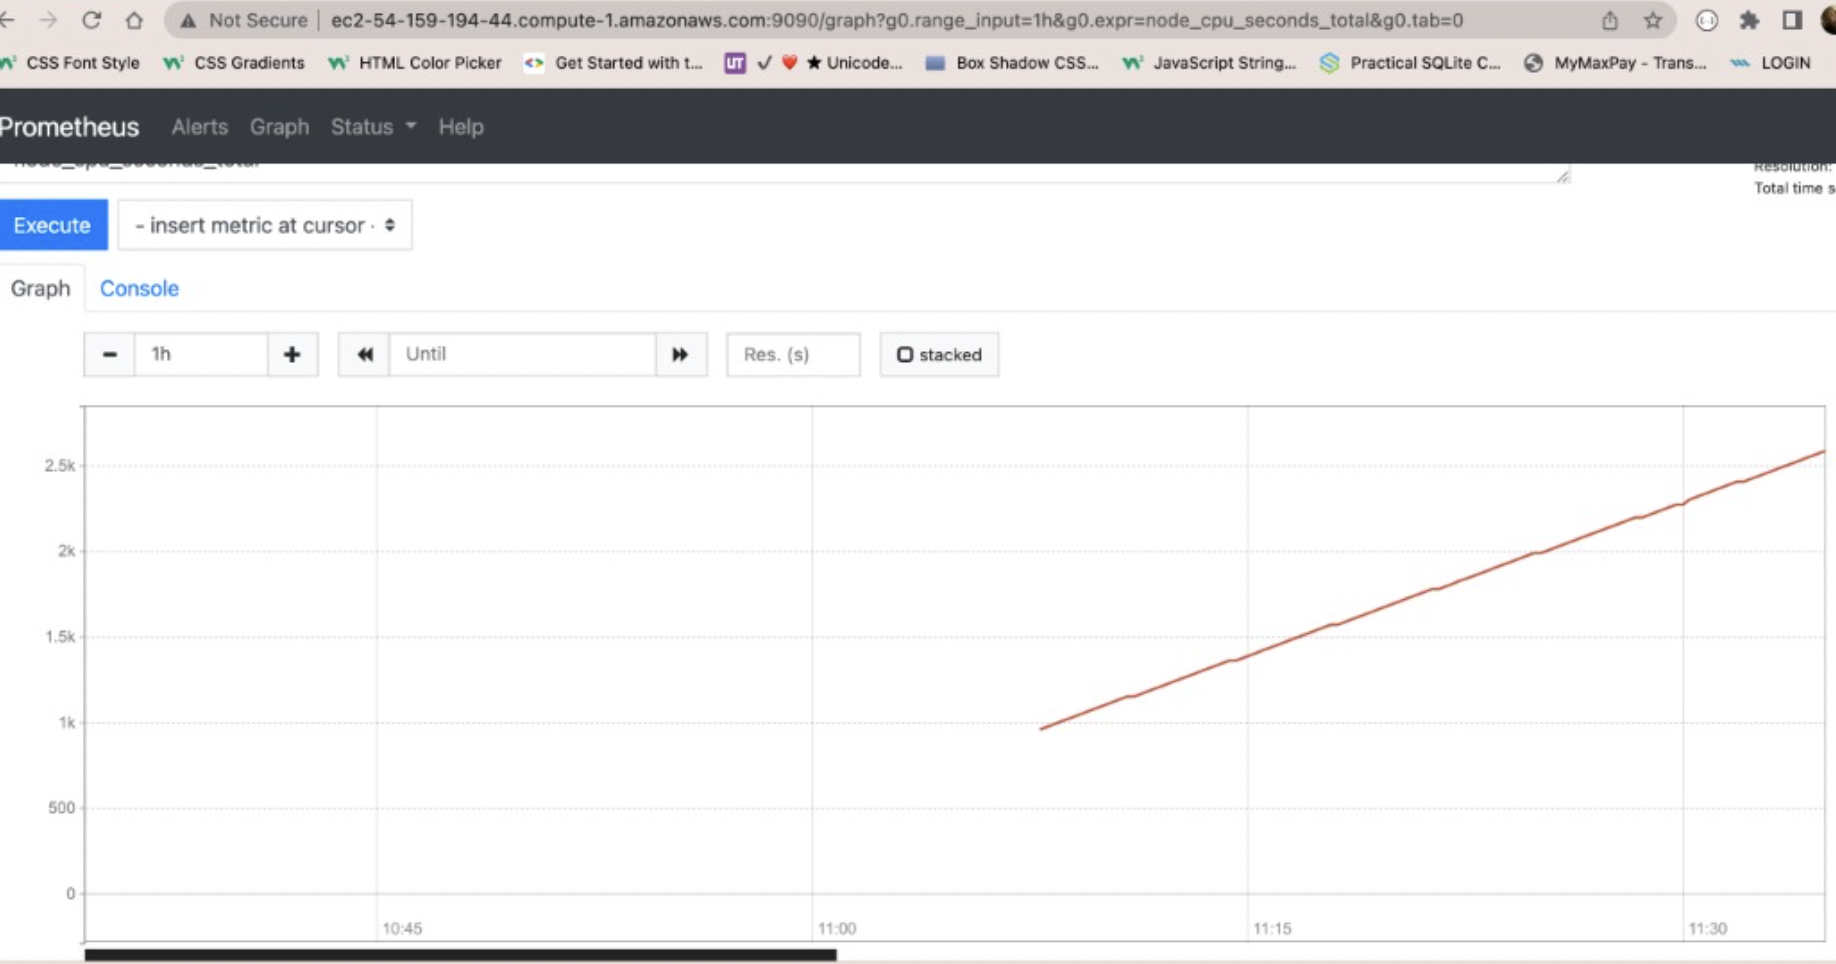 Not Secure | ec2-54-159-194-44.compute-1.amazonaws.com:9090/graph?g0.range_input=1h&g0.expr=node_cpu_seconds_total&g0.tab=0
CSS Font Style CSS Gradients HTML Color Picker Get Started with t... UT ✓ ❤️ ★ Unicode... Box Shadow CSS... JavaScript String... Practical SQLite C... MyMaxPay - Trans... LOGIN
Prometheus Alerts Graph Status Help
node_cpu_seconds_total
Resolution:
Total time s
Execute - insert metric at cursor -
Graph Console
1h Until Res. (s) stacked
2.5k
2k
1.5k
1k
500
0
10:45 11:00 11:15 11:30